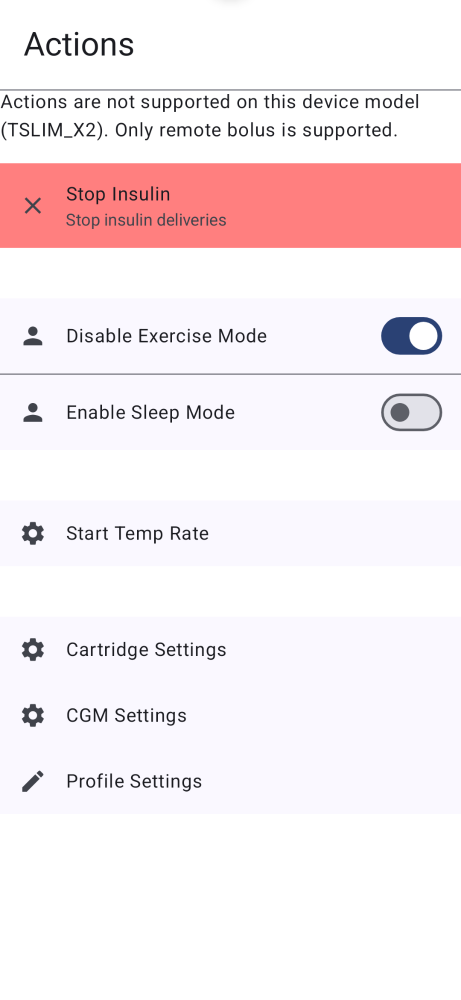 Actions
Actions are not supported on this device model
(TSLIM_X2). Only remote bolus is supported.
Stop Insulin
Stop insulin deliveries
Disable Exercise Mode
Enable Sleep Mode
Start Temp Rate
Cartridge Settings
CGM Settings
Profile Settings